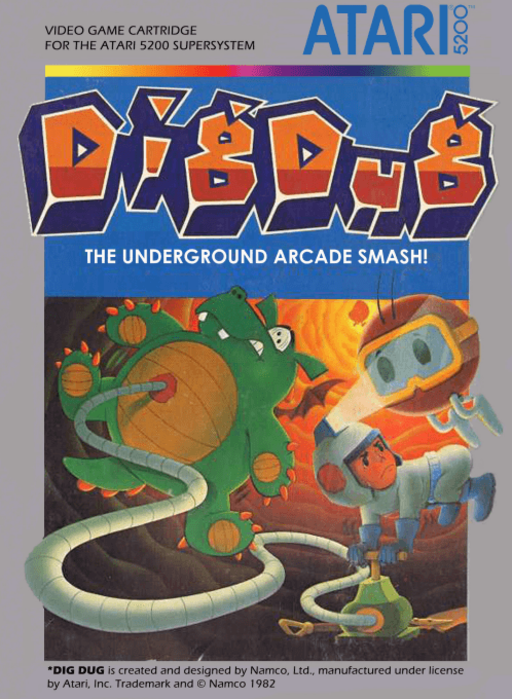 VIDEO GAME CARTRIDGE
FOR THE ATARI 5200 SUPERSYSTEM
ATARI
5200
DiG DuG
THE UNDERGROUND ARCADE SMASH!
*DIG DUG is created and designed by Namco, Ltd., manufactured under license
by Atari, Inc. Trademark and © Namco 1982